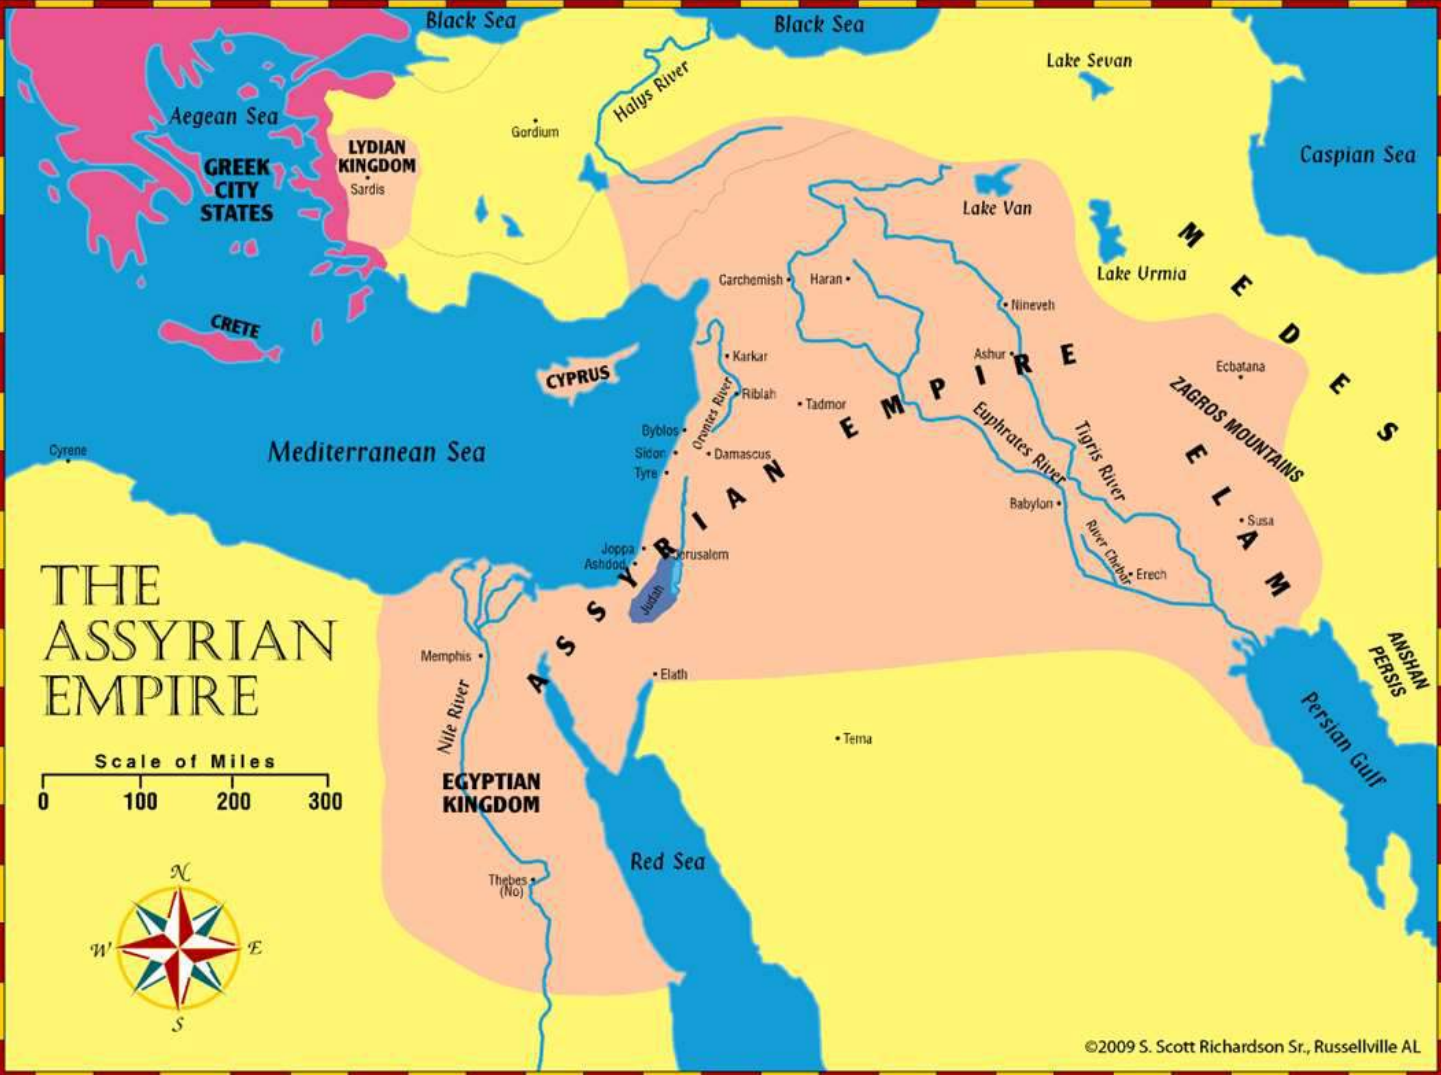 Black Sea
Black Sea
Lake Sevan
Halys River
Aegean Sea
Gordium
LYDIAN
KINGDOM
Sardis
Caspian Sea
GREEK
CITY
STATES
Lake Van
MEDES
Lake Urmia
Carchemish
Haran
Nineveh
CRETE
Karkar
Ashur
Ecbatana
CYPRUS
Riblah
Orontes River
Tadmor
ZAGROS MOUNTAINS
ASSYRIAN EMPIRE
Euphrates River
Tigris River
Byblos
Cyrene
Mediterranean Sea
Sidon
Damascus
Tyre
ELAM
Babylon
Susa
Joppa
Jerusalem
Ashdod
River Chebar
Erech
Judah
THE
ASSYRIAN
EMPIRE
Memphis
Elath
ANSHAN
PERSIS
Nile River
Tema
Persian Gulf
Scale of Miles
0 100 200 300
EGYPTIAN
KINGDOM
Red Sea
Thebes
(No)
N
W E
S
©2009 S. Scott Richardson Sr., Russellville AL